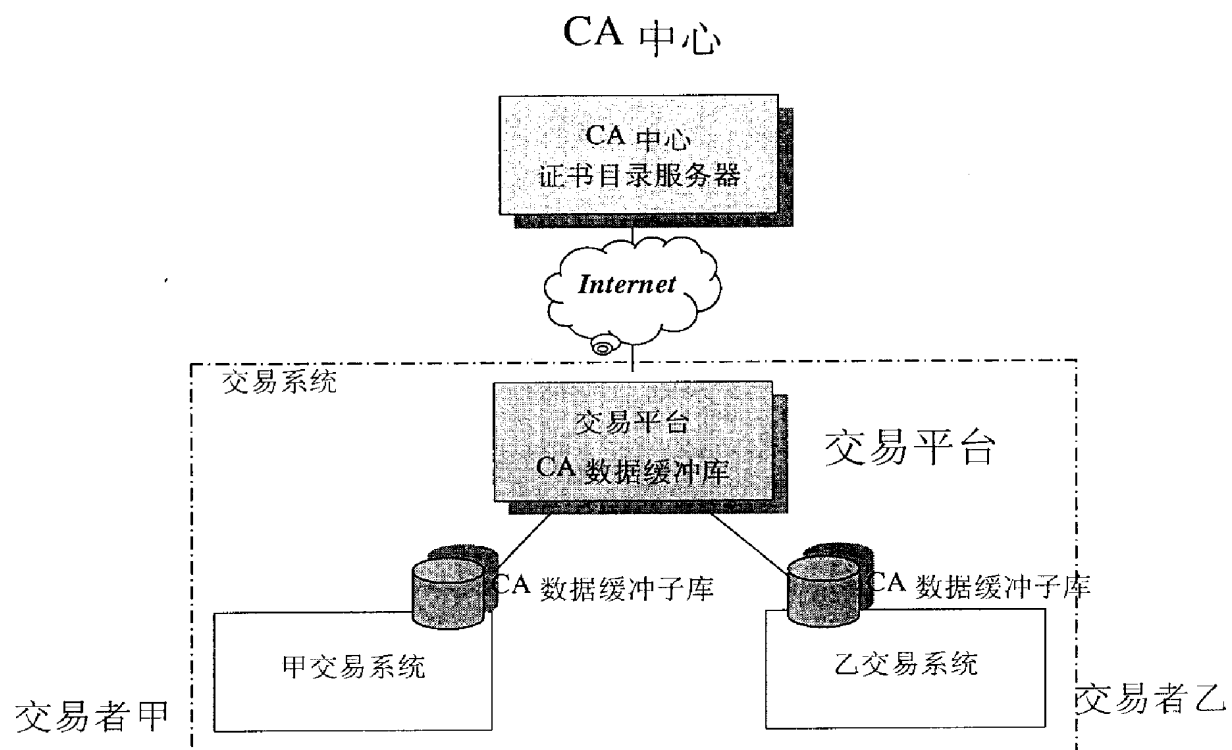 CA 中心
CA 中心
证书目录服务器
Internet
交易系统
交易平台
CA 数据缓冲库
交易平台
CA 数据缓冲子库
CA 数据缓冲子库
甲交易系统
乙交易系统
交易者甲
交易者乙